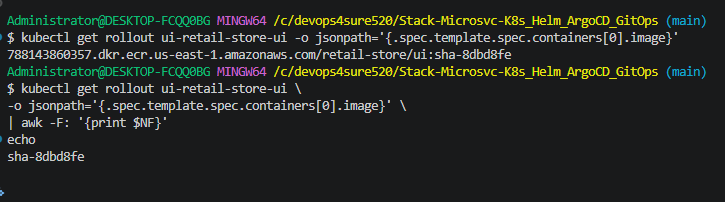 Administrator@DESKTOP-FCQQ0BG MINGW64 /c/devops4sure520/Stack-Microsvc-K8s_Helm_ArgoCD_GitOps (main)
$ kubectl get rollout ui-retail-store-ui -o jsonpath='{.spec.template.spec.containers[0].image}'
788143860357.dkr.ecr.us-east-1.amazonaws.com/retail-store/ui:sha-8dbd8fe
Administrator@DESKTOP-FCQQ0BG MINGW64 /c/devops4sure520/Stack-Microsvc-K8s_Helm_ArgoCD_GitOps (main)
$ kubectl get rollout ui-retail-store-ui \
-o jsonpath='{.spec.template.spec.containers[0].image}' \
| awk -F: '{print $NF}'
echo
sha-8dbd8fe